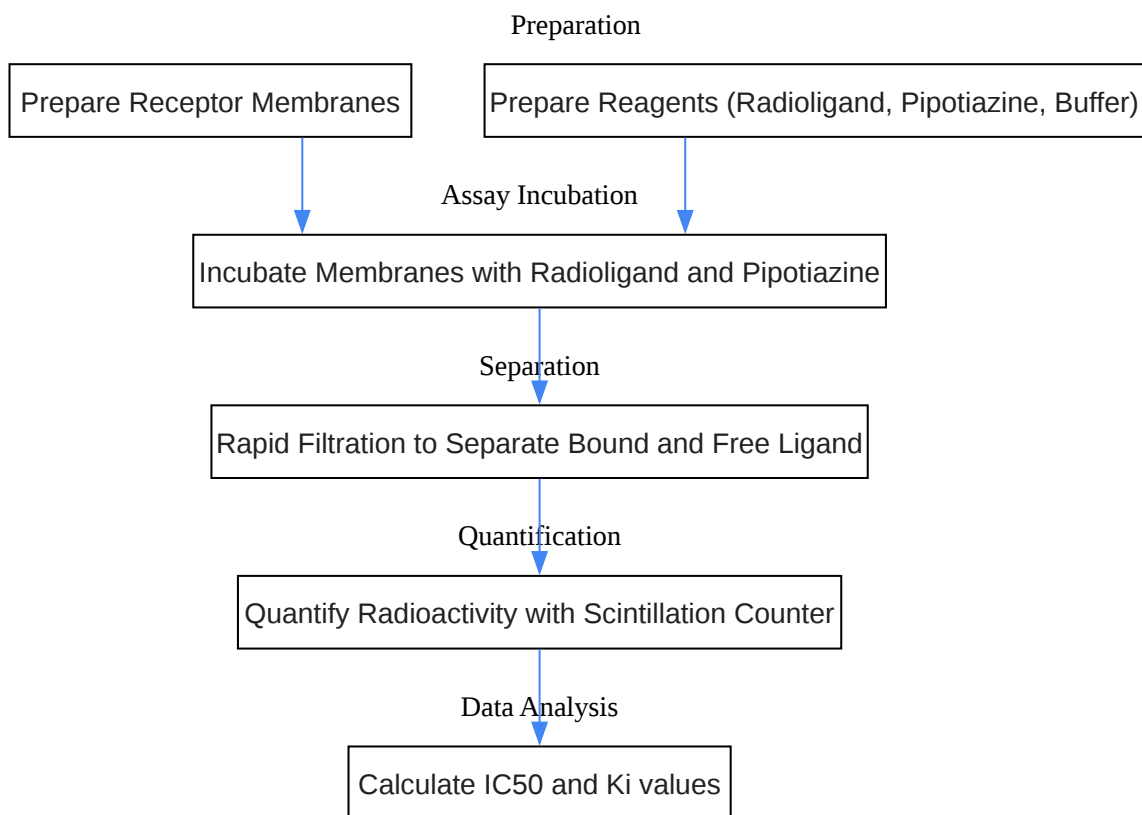 Preparation
Prepare Receptor Membranes
Prepare Reagents (Radioligand, Pipotiazine, Buffer)
Assay Incubation
Incubate Membranes with Radioligand and Pipotiazine
Separation
Rapid Filtration to Separate Bound and Free Ligand
Quantification
Quantify Radioactivity with Scintillation Counter
Data Analysis
Calculate IC50 and Ki values